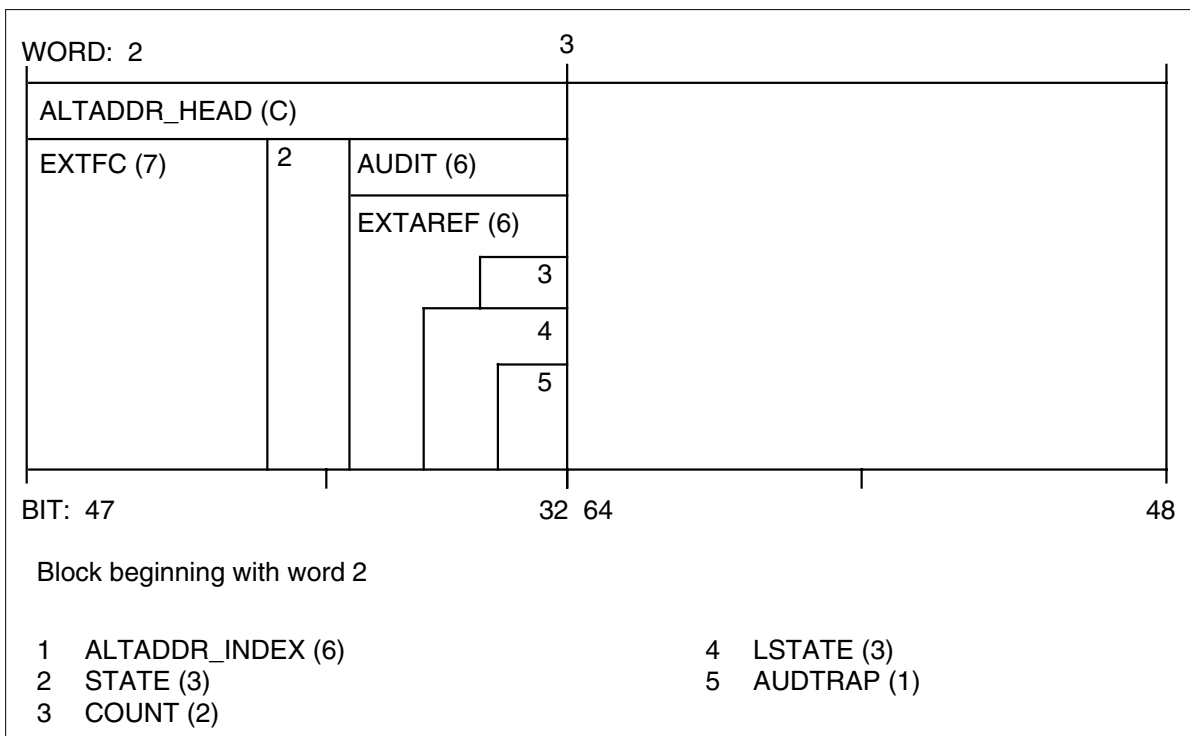 WORD: 2 3
ALTADDR_HEAD (C)
EXTFC (7) 2 AUDIT (6)
EXTAREF (6)
3
4
5
BIT: 47 32 64 48
Block beginning with word 2
1 ALTADDR_INDEX (6) 4 LSTATE (3)
2 STATE (3) 5 AUDTRAP (1)
3 COUNT (2)